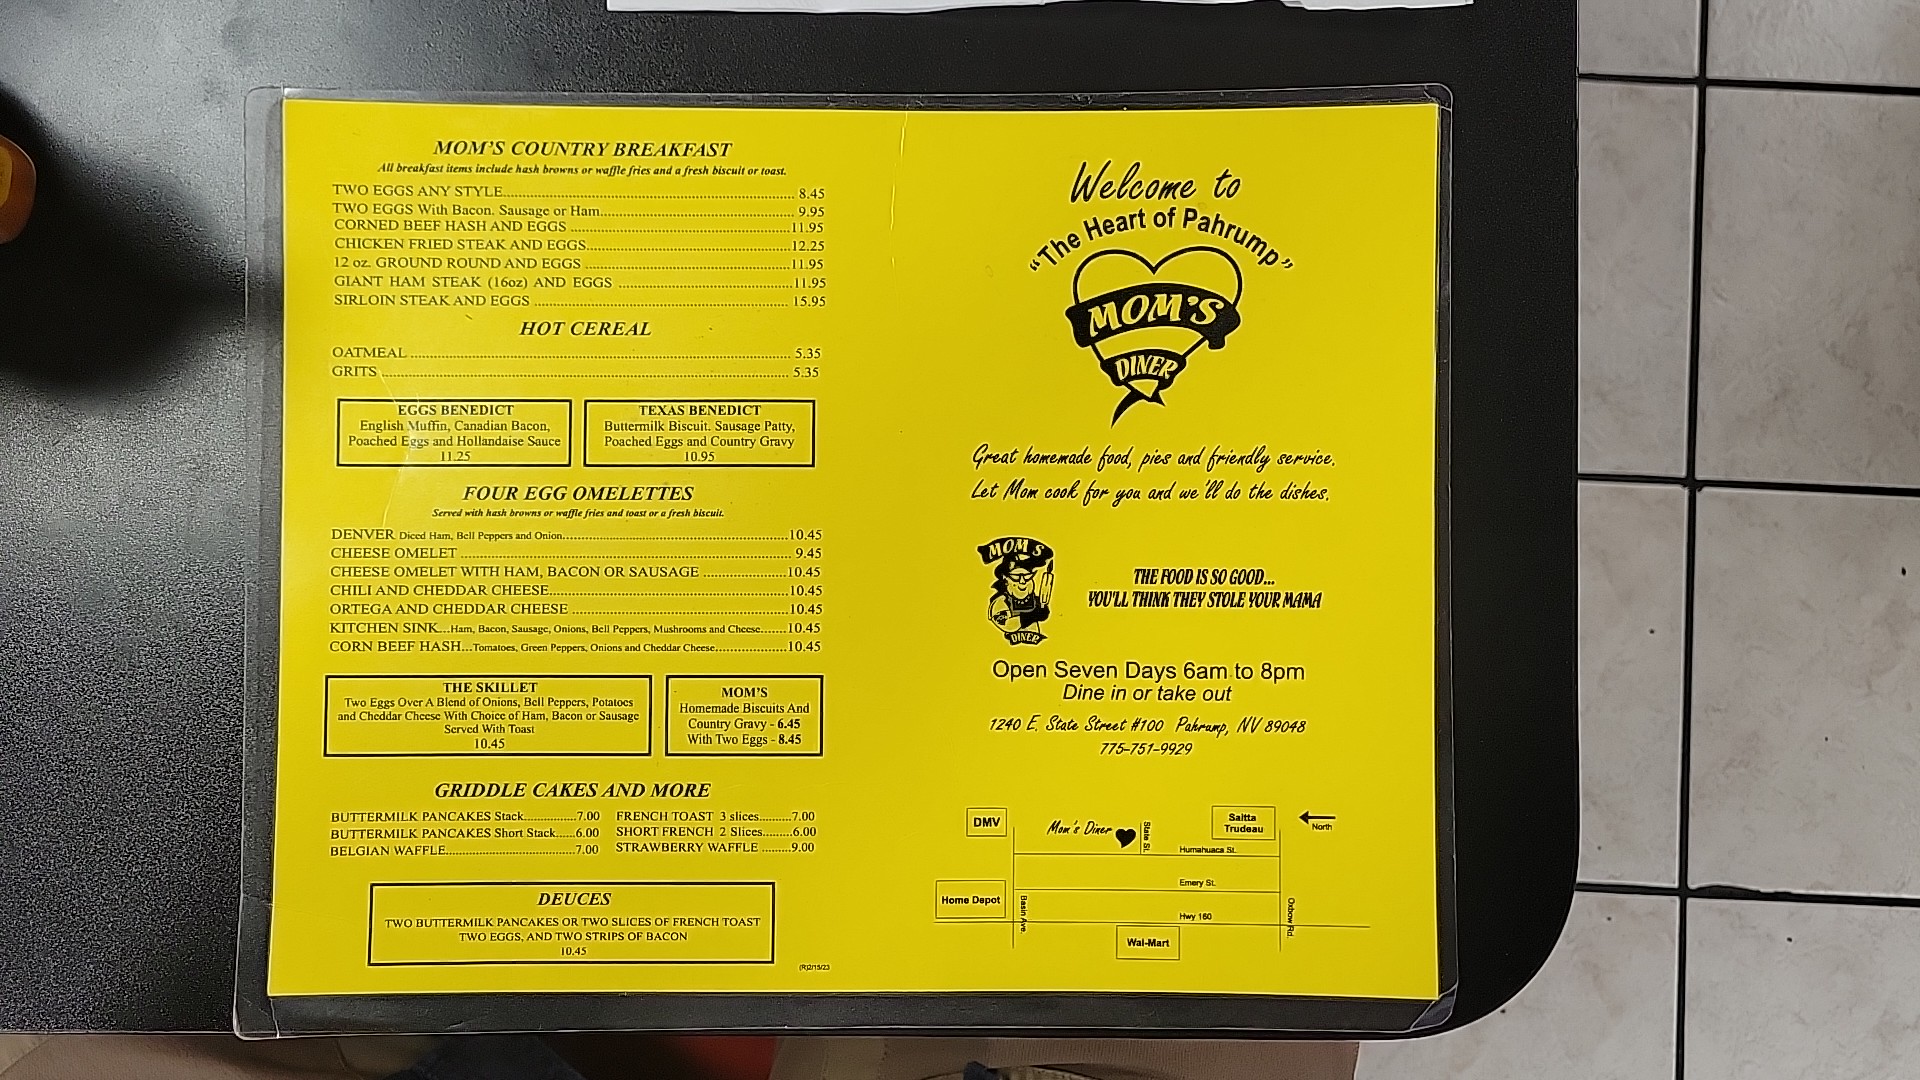 MOM'S COUNTRY BREAKFAST
All breakfast items include hash browns or waffle fries and a fresh biscuit or toast.
TWO EGGS ANY STYLE 8.45
TWO EGGS With Bacon. Sausage or Ham 9.95
CORNED BEEF HASH AND EGGS 11.95
CHICKEN FRIED STEAK AND EGGS 12.25
12 oz. GROUND ROUND AND EGGS 11.95
GIANT HAM STEAK (16oz) AND EGGS 11.95
SIRLOIN STEAK AND EGGS 15.95
HOT CEREAL
OATMEAL 5.35
GRITS 5.35
EGGS BENEDICT
English Muffin, Canadian Bacon,
Poached Eggs and Hollandaise Sauce
11.25
TEXAS BENEDICT
Buttermilk Biscuit. Sausage Patty,
Poached Eggs and Country Gravy
10.95
FOUR EGG OMELETTES
Served with hash browns or waffle fries and toast or a fresh biscuit.
DENVER Diced Ham, Bell Peppers and Onion 10.45
CHEESE OMELET 9.45
CHEESE OMELET WITH HAM, BACON OR SAUSAGE 10.45
CHILI AND CHEDDAR CHEESE 10.45
ORTEGA AND CHEDDAR CHEESE 10.45
KITCHEN SINK...Ham, Bacon, Sausage, Onions, Bell Peppers, Mushrooms and Cheese 10.45
CORN BEEF HASH...Tomatoes, Green Peppers, Onions and Cheddar Cheese 10.45
THE SKILLET
Two Eggs Over A Blend of Onions, Bell Peppers, Potatoes
and Cheddar Cheese With Choice of Ham, Bacon or Sausage
Served With Toast
10.45
MOM'S
Homemade Biscuits And
Country Gravy - 6.45
With Two Eggs - 8.45
GRIDDLE CAKES AND MORE
BUTTERMILK PANCAKES Stack 7.00
BUTTERMILK PANCAKES Short Stack 6.00
BELGIAN WAFFLE 7.00
FRENCH TOAST 3 slices 7.00
SHORT FRENCH 2 Slices 6.00
STRAWBERRY WAFFLE 9.00
DEUCES
TWO BUTTERMILK PANCAKES OR TWO SLICES OF FRENCH TOAST
TWO EGGS, AND TWO STRIPS OF BACON
10.45
(R)2/15/23
Welcome to
"The Heart of Pahrump"
MOM'S
DINER
Great homemade food, pies and friendly service.
Let Mom cook for you and we'll do the dishes.
MOM'S
DINER
THE FOOD IS SO GOOD...
YOU'LL THINK THEY STOLE YOUR MAMA
Open Seven Days 6am to 8pm
Dine in or take out
1240 E. State Street #100 Pahrump, NV 89048
775-751-9929
DMV
Mom's Diner
State St.
Saitta
Trudeau
North
Humahuaca St.
Emery St.
Home Depot
Basin Ave.
Hwy 160
Oxbow Rd.
Wal-Mart